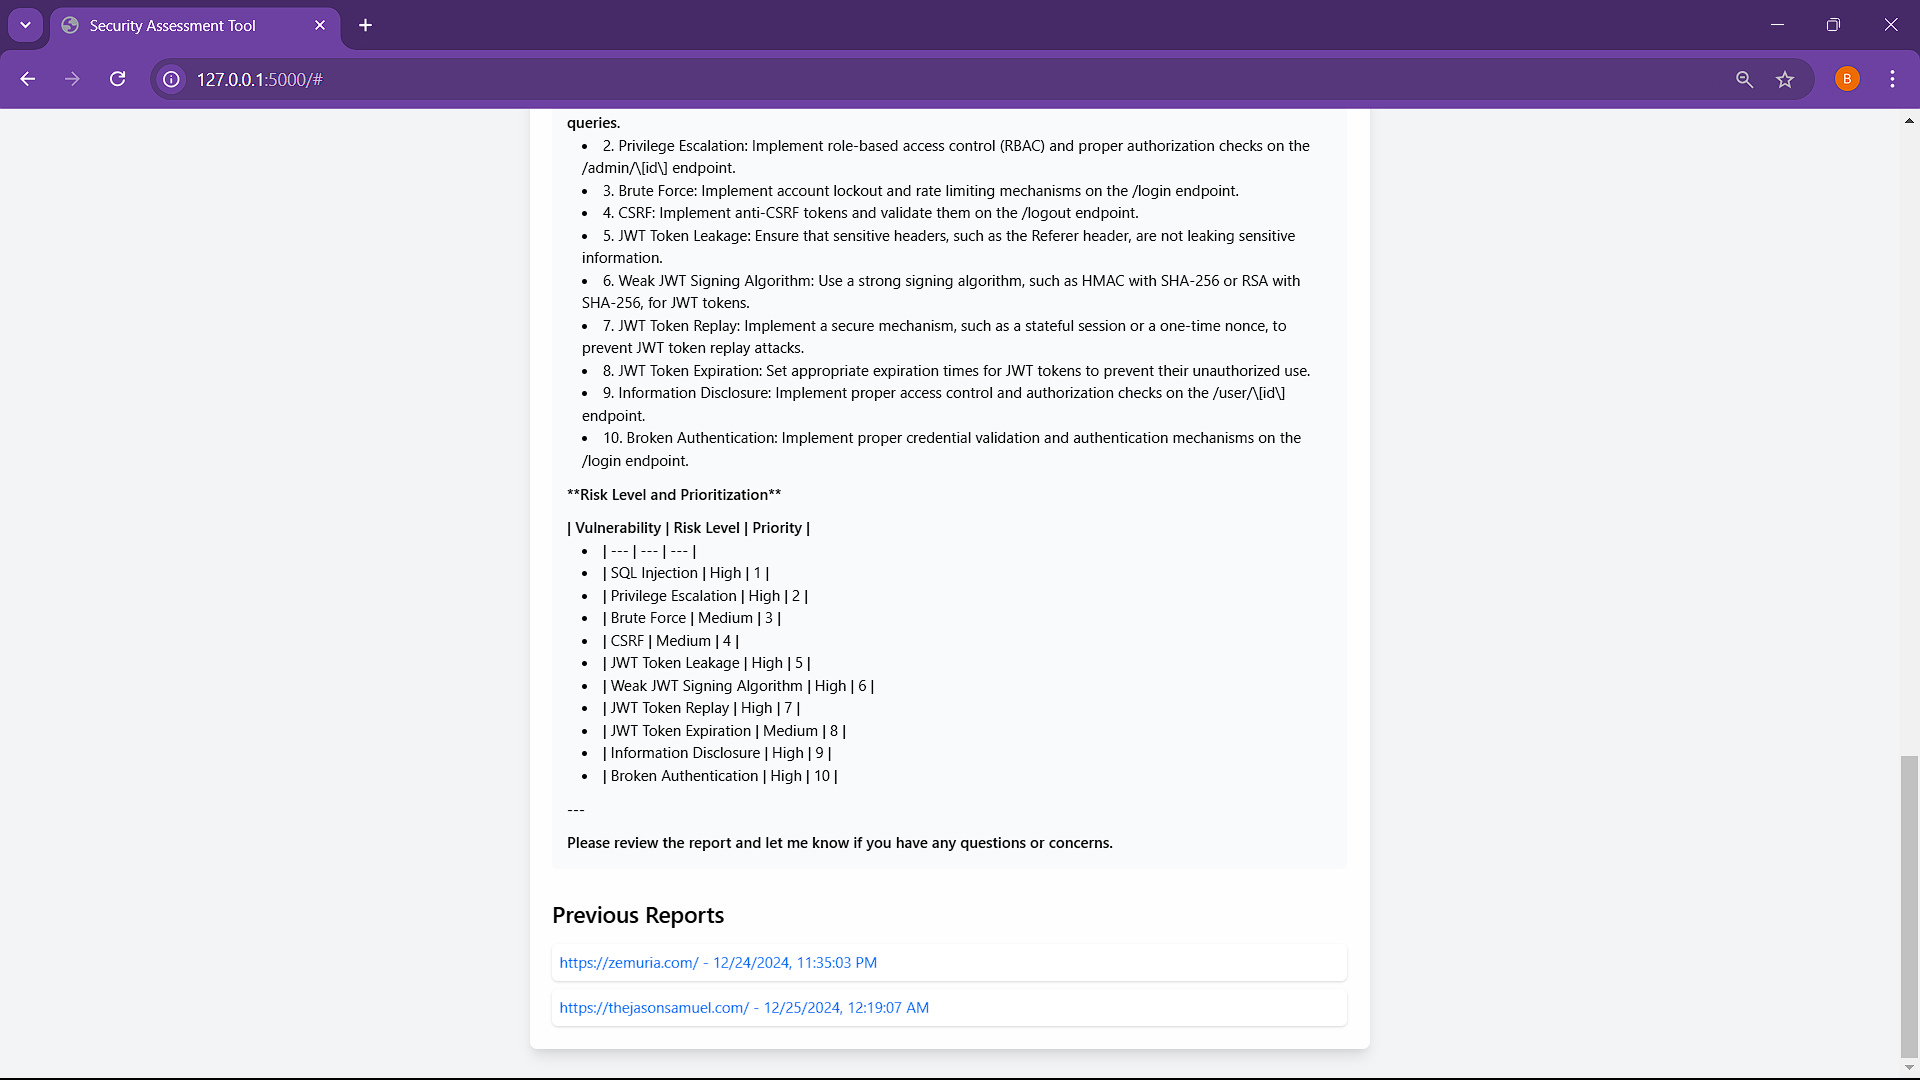 Security Assessment Tool
127.0.0.1:5000/#
B
queries.
• 2. Privilege Escalation: Implement role-based access control (RBAC) and proper authorization checks on the
/admin/\[id\] endpoint.
• 3. Brute Force: Implement account lockout and rate limiting mechanisms on the /login endpoint.
• 4. CSRF: Implement anti-CSRF tokens and validate them on the /logout endpoint.
• 5. JWT Token Leakage: Ensure that sensitive headers, such as the Referer header, are not leaking sensitive
information.
• 6. Weak JWT Signing Algorithm: Use a strong signing algorithm, such as HMAC with SHA-256 or RSA with
SHA-256, for JWT tokens.
• 7. JWT Token Replay: Implement a secure mechanism, such as a stateful session or a one-time nonce, to
prevent JWT token replay attacks.
• 8. JWT Token Expiration: Set appropriate expiration times for JWT tokens to prevent their unauthorized use.
• 9. Information Disclosure: Implement proper access control and authorization checks on the /user/\[id\]
endpoint.
• 10. Broken Authentication: Implement proper credential validation and authentication mechanisms on the
/login endpoint.
**Risk Level and Prioritization**
| Vulnerability | Risk Level | Priority |
• | --- | --- | --- |
• | SQL Injection | High | 1 |
• | Privilege Escalation | High | 2 |
• | Brute Force | Medium | 3 |
• | CSRF | Medium | 4 |
• | JWT Token Leakage | High | 5 |
• | Weak JWT Signing Algorithm | High | 6 |
• | JWT Token Replay | High | 7 |
• | JWT Token Expiration | Medium | 8 |
• | Information Disclosure | High | 9 |
• | Broken Authentication | High | 10 |
---
Please review the report and let me know if you have any questions or concerns.
Previous Reports
https://zemuria.com/ - 12/24/2024, 11:35:03 PM
https://thejasonsamuel.com/ - 12/25/2024, 12:19:07 AM